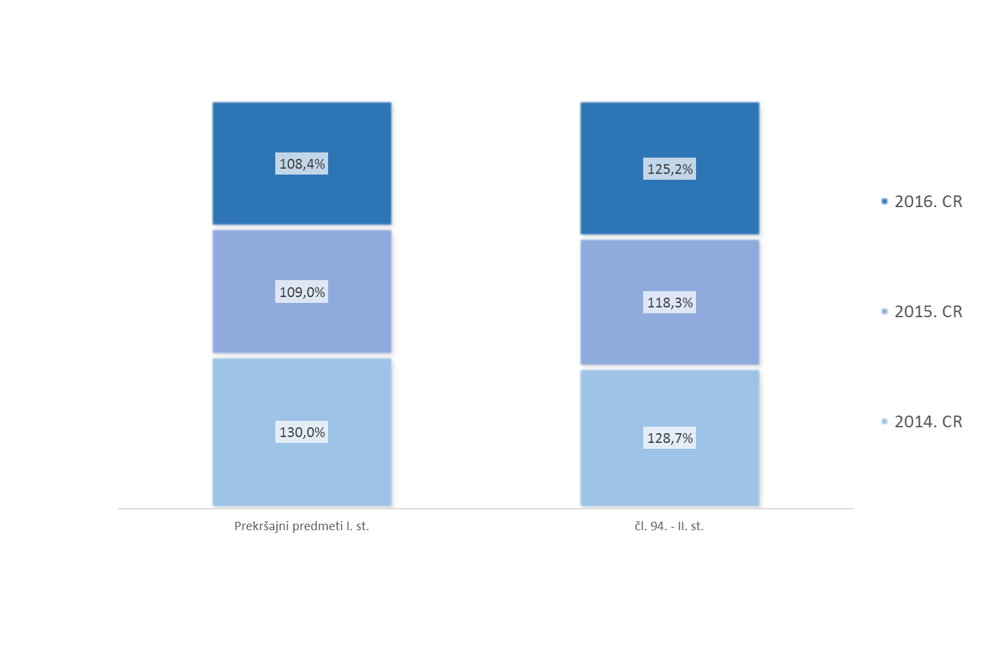 108,4%
125,2%
109,0%
118,3%
130,0%
128,7%
Prekršajni predmeti I. st.
čl. 94. - II. st.
2016. CR
2015. CR
2014. CR